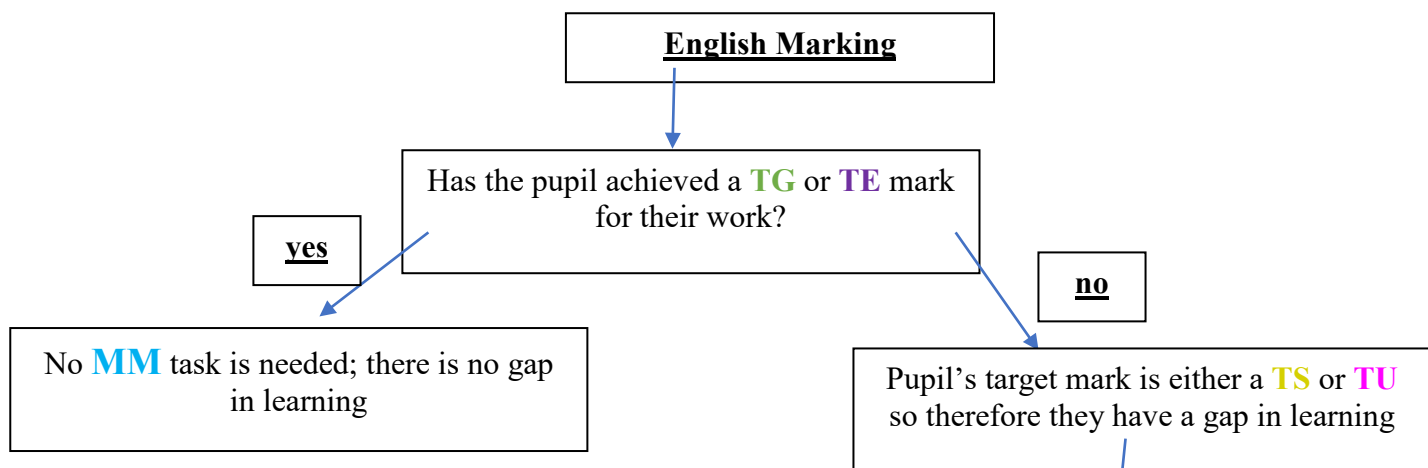 English Marking
Has the pupil achieved a TG or TE mark
for their work?
yes
no
No MM task is needed; there is no gap
in learning
Pupil’s target mark is either a TS or TU
so therefore they have a gap in learning